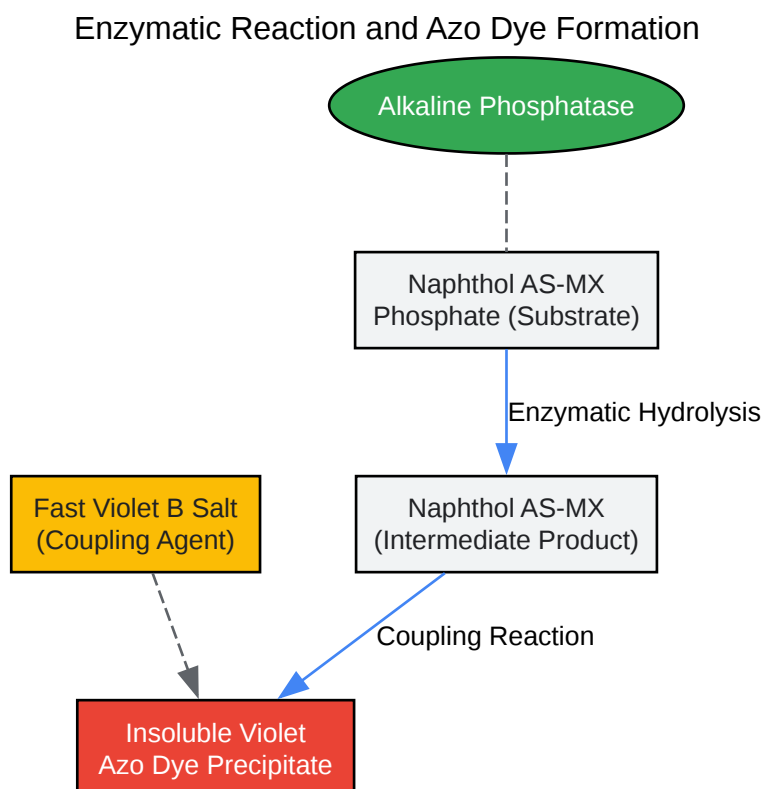 Enzymatic Reaction and Azo Dye Formation
Alkaline Phosphatase
Naphthol AS-MX
Phosphate (Substrate)
Enzymatic Hydrolysis
Fast Violet B Salt
(Coupling Agent)
Naphthol AS-MX
(Intermediate Product)
Coupling Reaction
Insoluble Violet
Azo Dye Precipitate